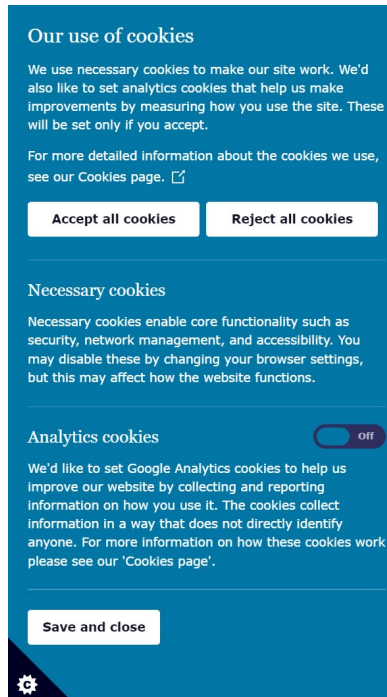 Our use of cookies
We use necessary cookies to make our site work. We'd
also like to set analytics cookies that help us make
improvements by measuring how you use the site. These
will be set only if you accept.
For more detailed information about the cookies we use,
see our Cookies page.
Accept all cookies
Reject all cookies
Necessary cookies
Necessary cookies enable core functionality such as
security, network management, and accessibility. You
may disable these by changing your browser settings,
but this may affect how the website functions.
Analytics cookies
Off
We'd like to set Google Analytics cookies to help us
improve our website by collecting and reporting
information on how you use it. The cookies collect
information in a way that does not directly identify
anyone. For more information on how these cookies work
please see our 'Cookies page'.
Save and close
C